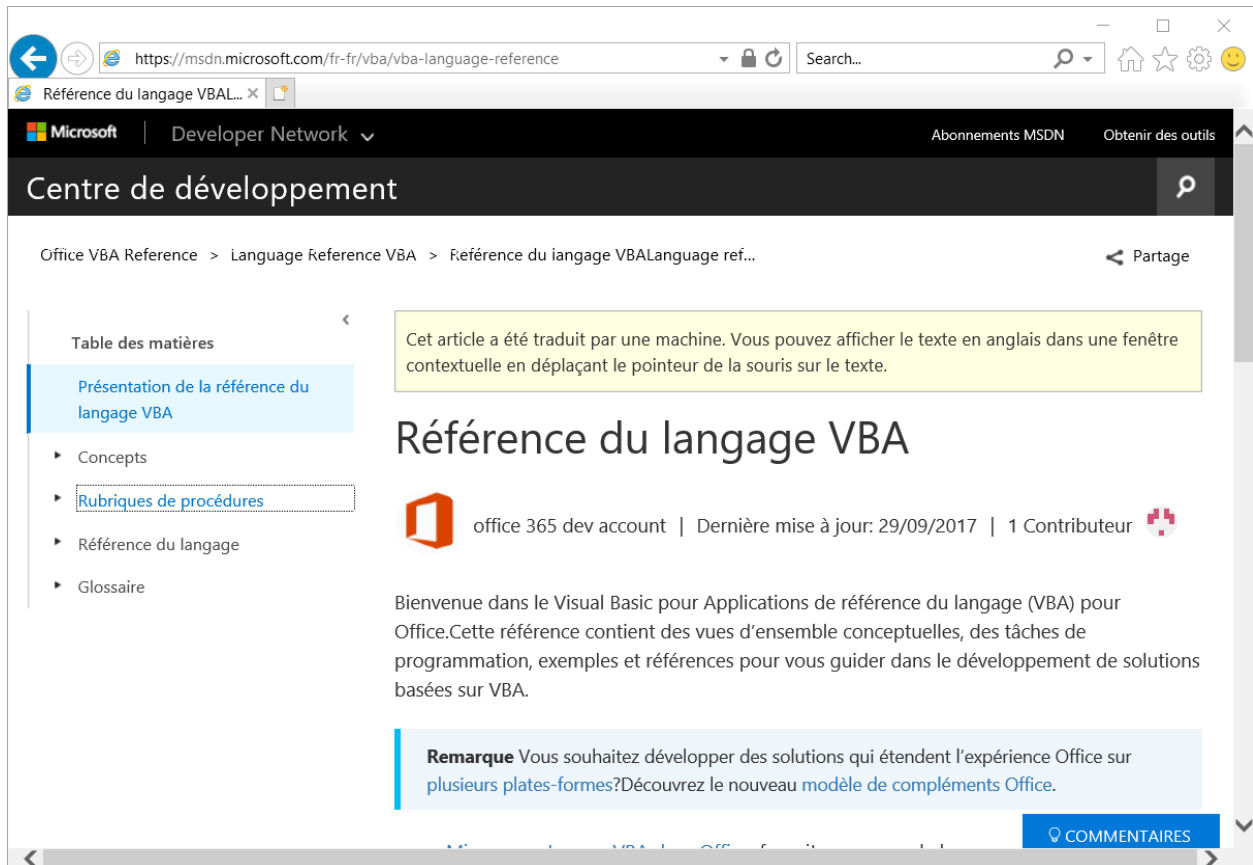 https://msdn.microsoft.com/fr-fr/vba/vba-language-reference
Search...
Référence du langage VBAL...
Microsoft Developer Network
Abonnements MSDN Obtenir des outils
Centre de développement
Office VBA Reference > Language Reference VBA > Référence du langage VBALanguage ref...
Partage
Table des matières
Présentation de la référence du
langage VBA
Concepts
Rubriques de procédures
Référence du langage
Glossaire
Cet article a été traduit par une machine. Vous pouvez afficher le texte en anglais dans une fenêtre
contextuelle en déplaçant le pointeur de la souris sur le texte.
Référence du langage VBA
office 365 dev account | Dernière mise à jour: 29/09/2017 | 1 Contributeur
Bienvenue dans le Visual Basic pour Applications de référence du langage (VBA) pour
Office.Cette référence contient des vues d'ensemble conceptuelles, des tâches de
programmation, exemples et références pour vous guider dans le développement de solutions
basées sur VBA.
Remarque Vous souhaitez développer des solutions qui étendent l'expérience Office sur
plusieurs plates-formes?Découvrez le nouveau modèle de compléments Office.
COMMENTAIRES